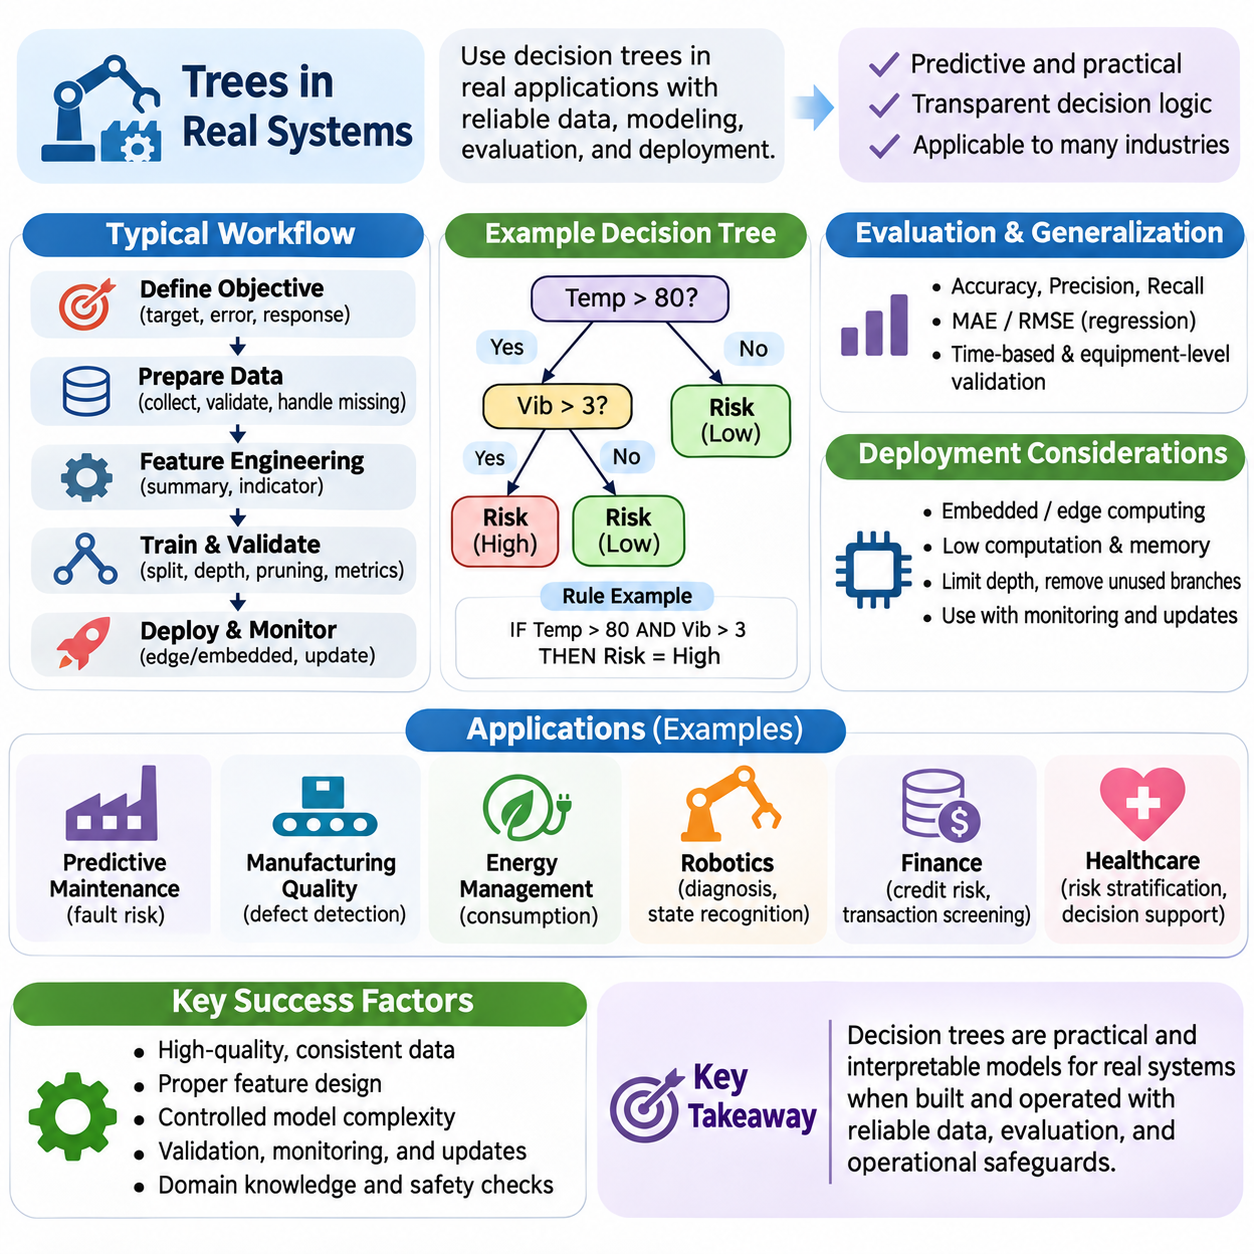 Trees in
Real Systems
Use decision trees in
real applications with
reliable data, modeling,
evaluation, and deployment.
Predictive and practical
Transparent decision logic
Applicable to many industries
Typical Workflow
Define Objective
(target, error, response)
Prepare Data
(collect, validate, handle missing)
Feature Engineering
(summary, indicator)
Train & Validate
(split, depth, pruning, metrics)
Deploy & Monitor
(edge/embedded, update)
Example Decision Tree
Temp > 80?
Yes
No
Vib > 3?
Risk
(Low)
Yes
No
Risk
(High)
Risk
(Low)
Rule Example
IF Temp > 80 AND Vib > 3
THEN Risk = High
Evaluation & Generalization
• Accuracy, Precision, Recall
• MAE / RMSE (regression)
• Time-based & equipment-level
validation
Deployment Considerations
• Embedded / edge computing
• Low computation & memory
• Limit depth, remove unused branches
• Use with monitoring and updates
Applications (Examples)
Predictive
Maintenance
(fault risk)
Manufacturing
Quality
(defect detection)
Energy
Management
(consumption)
Robotics
(diagnosis,
state recognition)
$
Finance
(credit risk,
transaction screening)
Healthcare
(risk stratification,
decision support)
Key Success Factors
• High-quality, consistent data
• Proper feature design
• Controlled model complexity
• Validation, monitoring, and updates
• Domain knowledge and safety checks
Key
Takeaway
Decision trees are practical and
interpretable models for real systems
when built and operated with
reliable data, evaluation, and
operational safeguards.